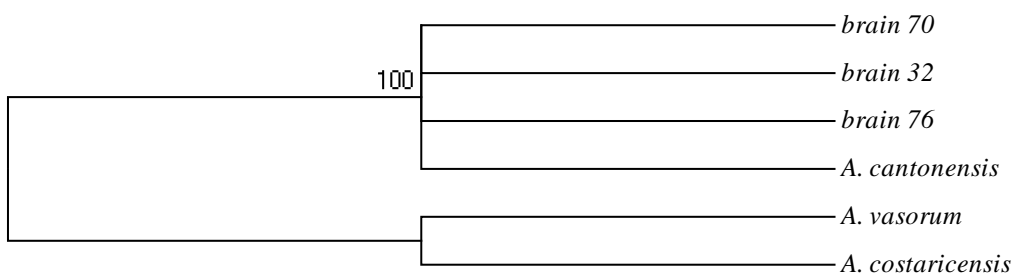 brain 70
100
brain 32
brain 76
A. cantonensis
A. vasorum
A. costaricensis